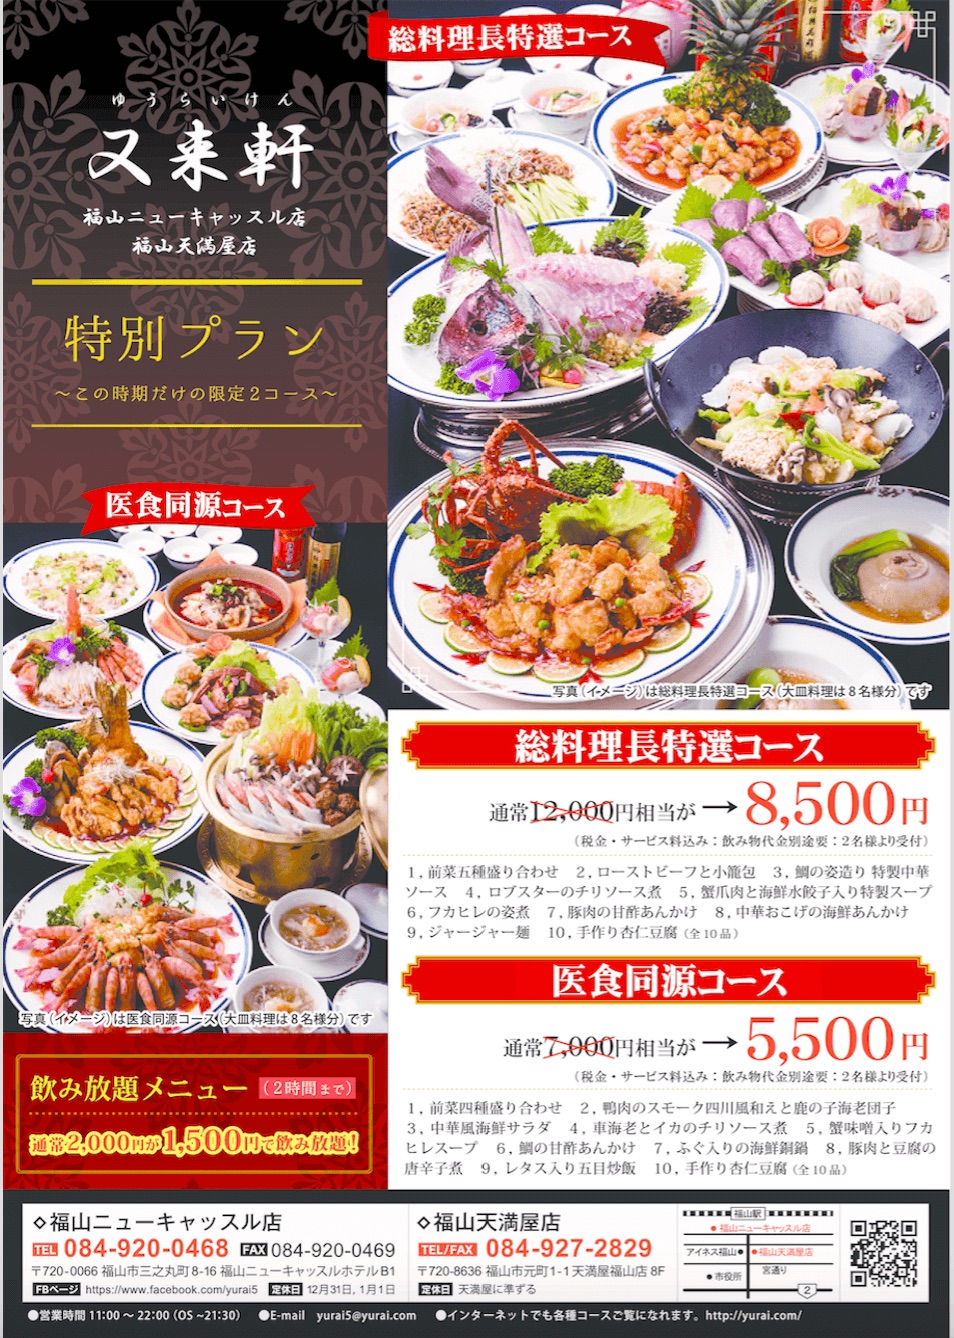 総料理長特選コース
ゆうらいけん
又来軒
福山ニューキャッスル店
福山天満屋店
特別プラン
～この時期だけの限定2コース～
医食同源コース
写真(イメージ)は総料理長特選コース(大皿料理は8名様分)です
総料理長特選コース
通常12,000円相当が→8,500円
(税金・サービス料込み：飲み物代金別途要：2名様より受付)
1,前菜五種盛り合わせ 2,ローストビーフと小籠包 3,鯛の姿造り 特製中華
ソース 4,ロブスターのチリソース煮 5,蟹爪肉と海鮮水餃子入り特製スープ
6,フカヒレの姿煮 7,豚肉の甘酢あんかけ 8,中華おこげの海鮮あんかけ
9,ジャージャー麺 10,手作り杏仁豆腐(全10品)
医食同源コース
通常7,000円相当が→5,500円
(税金・サービス料込み：飲み物代金別途要：2名様より受付)
1,前菜四種盛り合わせ 2,鴨肉のスモーク四川風和えと鹿の子海老団子
3,中華風海鮮サラダ 4,車海老とイカのチリソース煮 5,蟹味噌入りフカ
ヒレスープ 6,鯛の甘酢あんかけ 7,ふぐ入りの海鮮銅鍋 8,豚肉と豆腐の
唐辛子煮 9,レタス入り五目炒飯 10,手作り杏仁豆腐(全10品)
写真(イメージ)は医食同源コース(大皿料理は8名様分)です
飲み放題メニュー(2時間まで)
通常2,000円が1,500円で飲み放題!
◇福山ニューキャッスル店
TEL 084-920-0468 FAX 084-920-0469
〒720-0066 福山市三之丸町8-16 福山ニューキャッスルホテルB1
FBページ https://www.facebook.com/yurai5 定休日 12月31日、1月1日
◇福山天満屋店
TEL/FAX 084-927-2829
〒720-8636 福山市元町1-1 天満屋福山店 8F
定休日 天満屋に準ずる
福山駅
●福山ニューキャッスル店
アイネス福山●
●福山天満屋店
●市役所
宮通り
2
●営業時間 11:00 ～ 22:00 (OS ~21:30) ●E-mail yurai5@yurai.com ●インターネットでも各種コースご覧になれます。http://yurai.com/